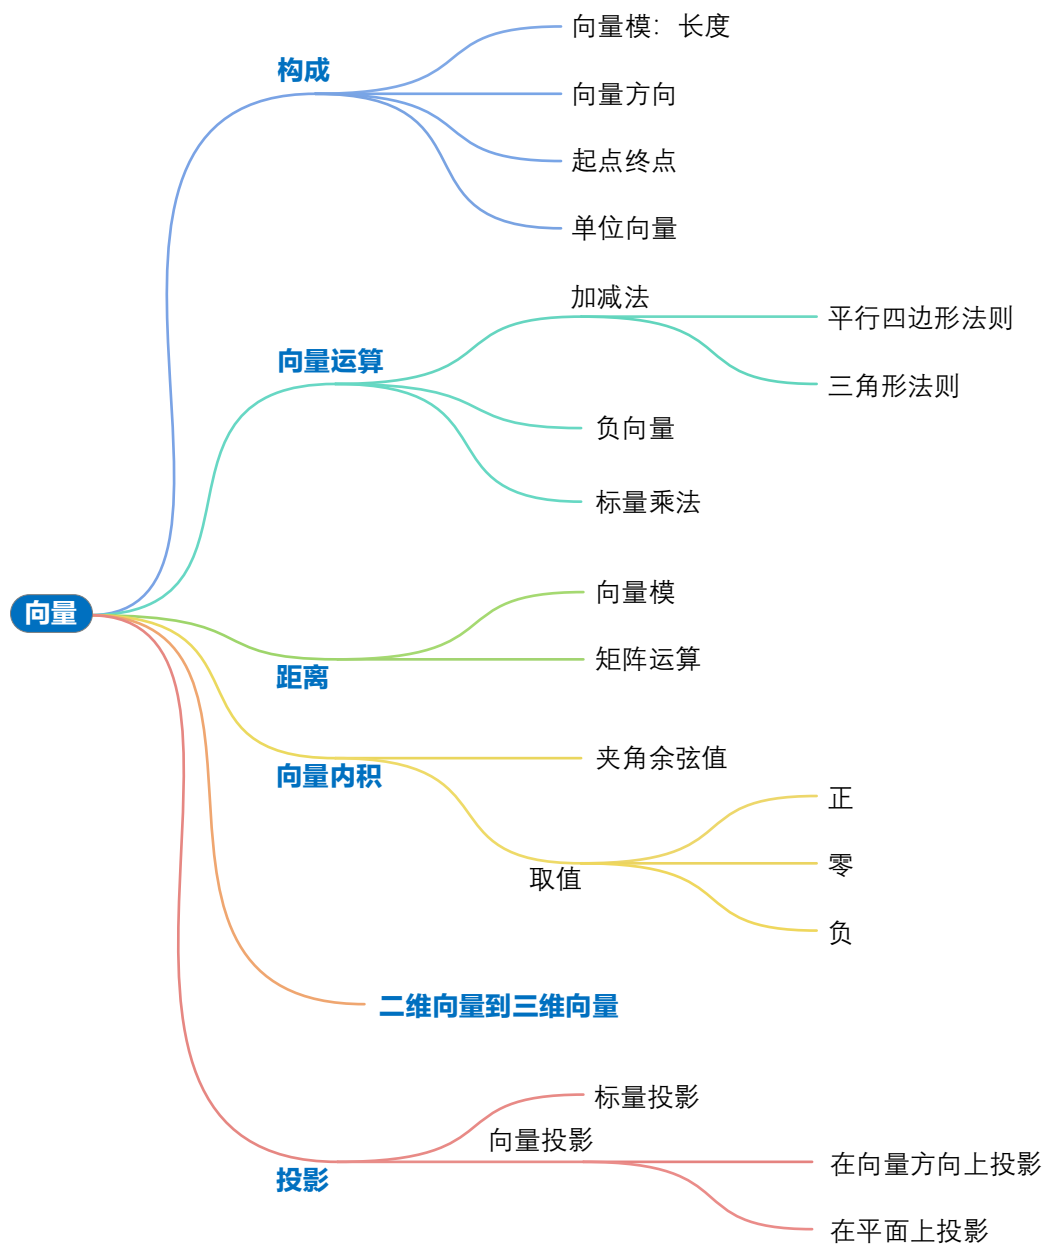 向量模：长度
构成
向量方向
起点终点
单位向量
加减法
平行四边形法则
向量运算
三角形法则
负向量
标量乘法
向量模
向量
矩阵运算
距离
夹角余弦值
向量内积
正
零
取值
负
二维向量到三维向量
标量投影
向量投影
在向量方向上投影
投影
在平面上投影